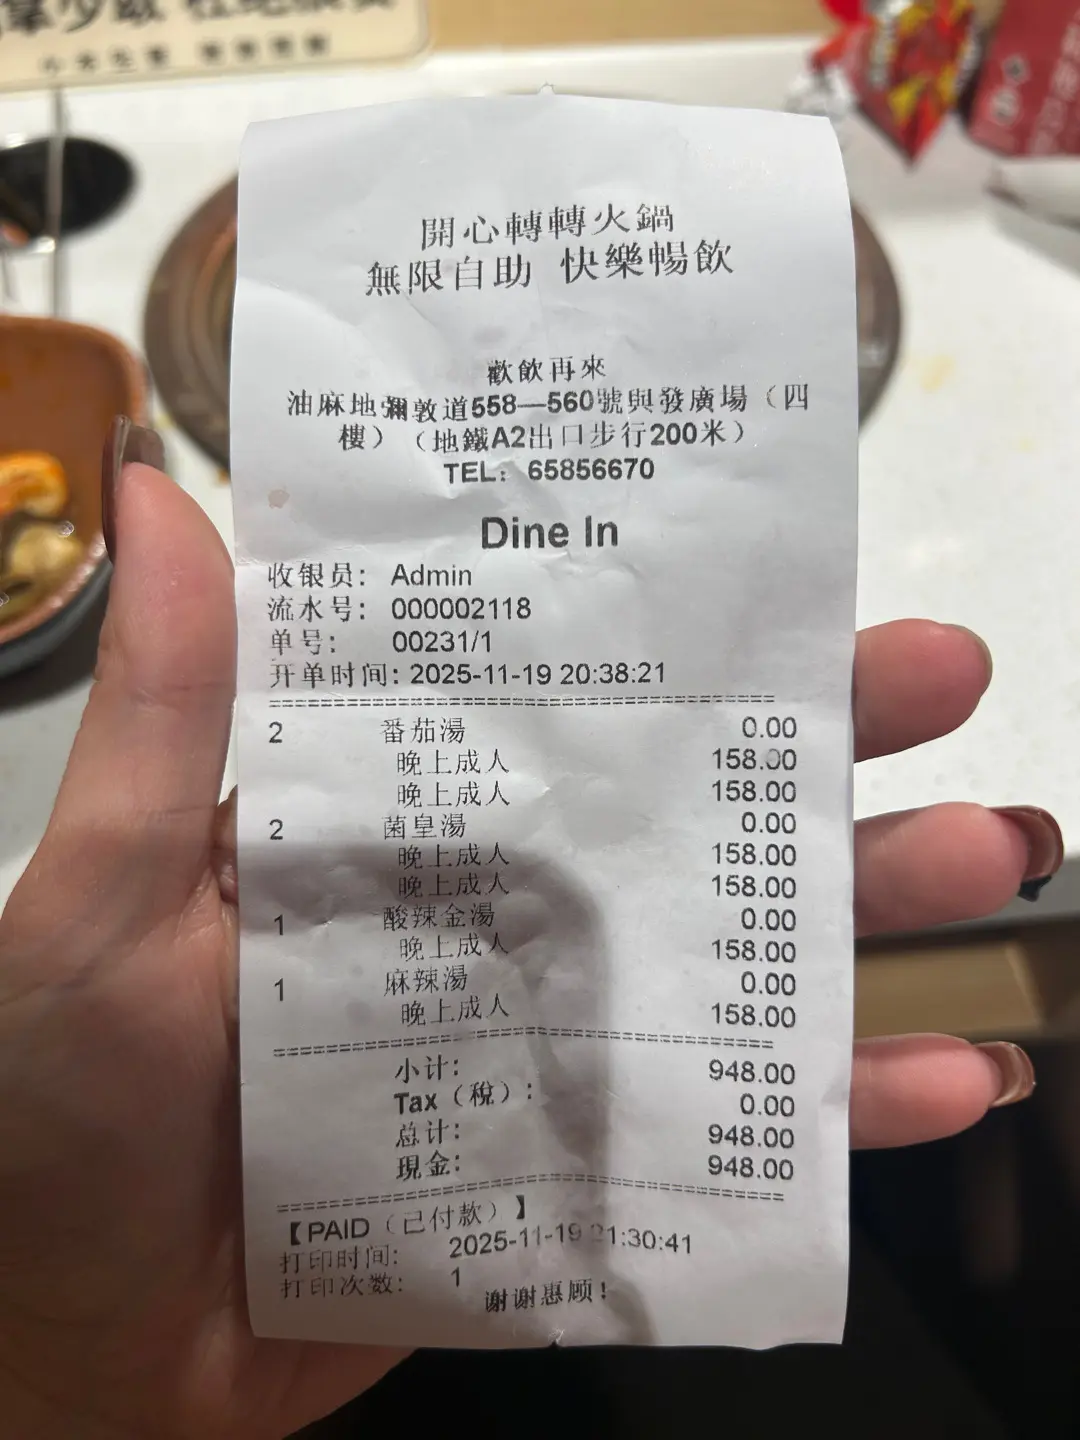 開心轉轉火鍋
無限自助 快樂暢飲
歡飲再來
油麻地彌敦道558—560號與發廣場（四
樓）（地鐵A2出口步行200米）
TEL：65856670
Dine In
收银员： Admin
流水号： 000002118
单号： 00231/1
开单时间: 2025-11-19 20:38:21
2 番茄湯 0.00
晚上成人 158.00
晚上成人 158.00
2 菌皇湯 0.00
晚上成人 158.00
晚上成人 158.00
1 酸辣金湯 0.00
晚上成人 158.00
1 麻辣湯 0.00
晚上成人 158.00
小计: 948.00
Tax（稅）: 0.00
总计: 948.00
現金: 948.00
【PAID（已付款）】
打印时间: 2025-11-19 21:30:41
打印次数: 1
谢谢惠顾！